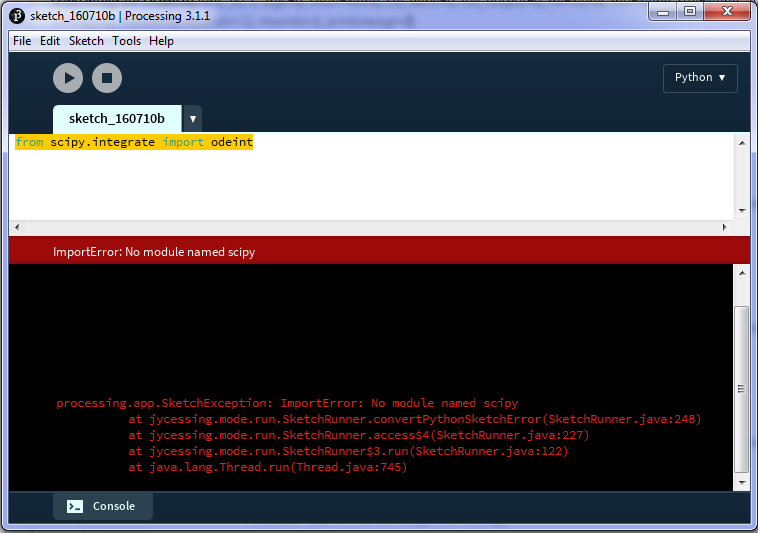 sketch_160710b | Processing 3.1.1
File Edit Sketch Tools Help
Python ▼
sketch_160710b ▼
from scipy.integrate import odeint
ImportError: No module named scipy
processing.app.SketchException: ImportError: No module named scipy
at jycessing.mode.run.SketchRunner.convertPythonSketchError(SketchRunner.java:248)
at jycessing.mode.run.SketchRunner.access$4(SketchRunner.java:227)
at jycessing.mode.run.SketchRunner$3.run(SketchRunner.java:122)
at java.lang.Thread.run(Thread.java:745)
Console